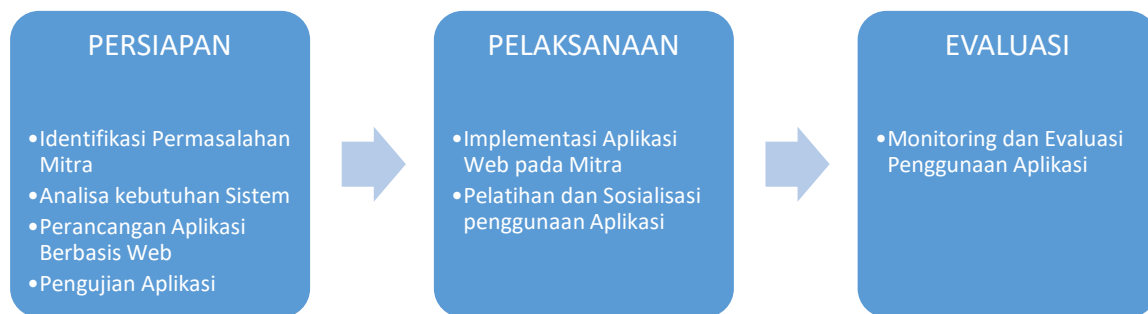 PERSIAPAN
•Identifikasi Permasalahan
Mitra
•Analisa kebutuhan Sistem
•Perancangan Aplikasi
Berbasis Web
•Pengujian Aplikasi
PELAKSANAAN
•Implementasi Aplikasi
Web pada Mitra
•Pelatihan dan Sosialisasi
penggunaan Aplikasi
EVALUASI
•Monitoring dan Evaluasi
Penggunaan Aplikasi